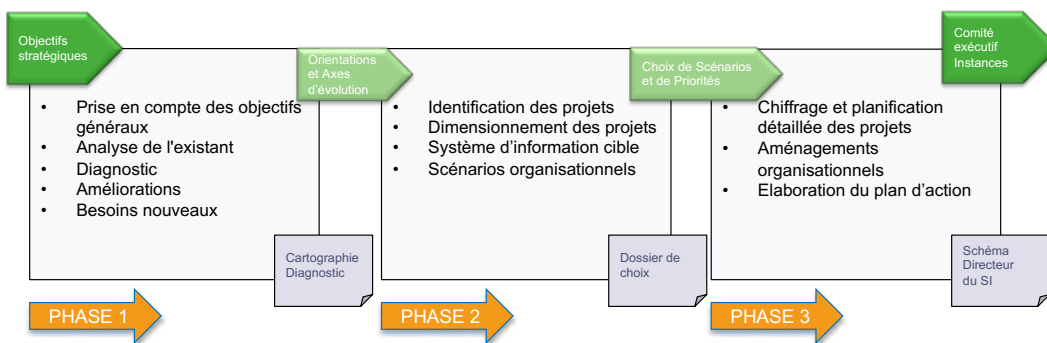 Objectifs
stratégiques
Orientations
et Axes
d'évolution
Choix de Scénarios
et de Priorités
Comité
exécutif
Instances
• Prise en compte des objectifs
généraux
• Analyse de l'existant
• Diagnostic
• Améliorations
• Besoins nouveaux
• Identification des projets
• Dimensionnement des projets
• Système d'information cible
• Scénarios organisationnels
• Chiffrage et planification
détaillée des projets
• Aménagements
organisationnels
• Elaboration du plan d'action
Cartographie
Diagnostic
Dossier de
choix
Schéma
Directeur
du SI
PHASE 1
PHASE 2
PHASE 3